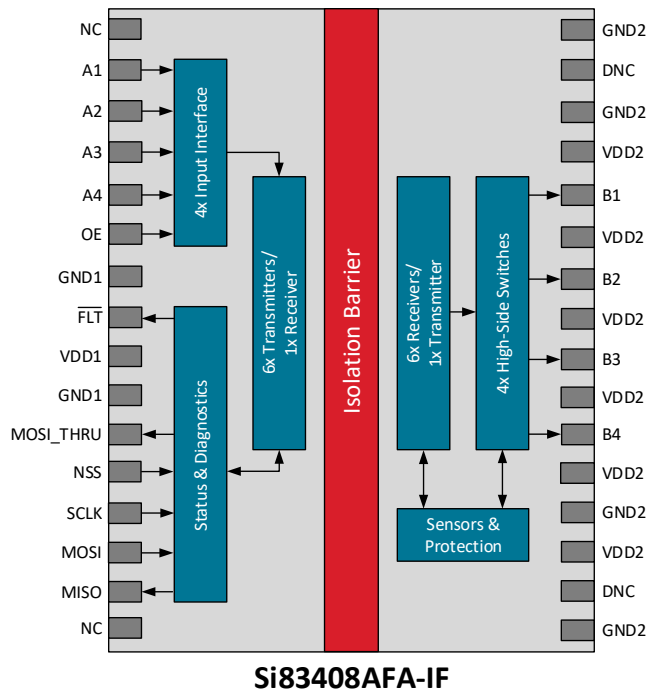 NC
A1
A2
A3
A4
OE
GND1
FLT
VDD1
GND1
MOSI_THRU
NSS
SCLK
MOSI
MISO
NC
4x Input Interface
Status & Diagnostics
6x Transmitters/
1x Receiver
Isolation Barrier
6x Receivers/
1x Transmitter
4x High-Side Switches
Sensors &
Protection
GND2
DNC
GND2
VDD2
B1
VDD2
B2
VDD2
B3
VDD2
B4
VDD2
GND2
VDD2
DNC
GND2
Si83408AFA-IF